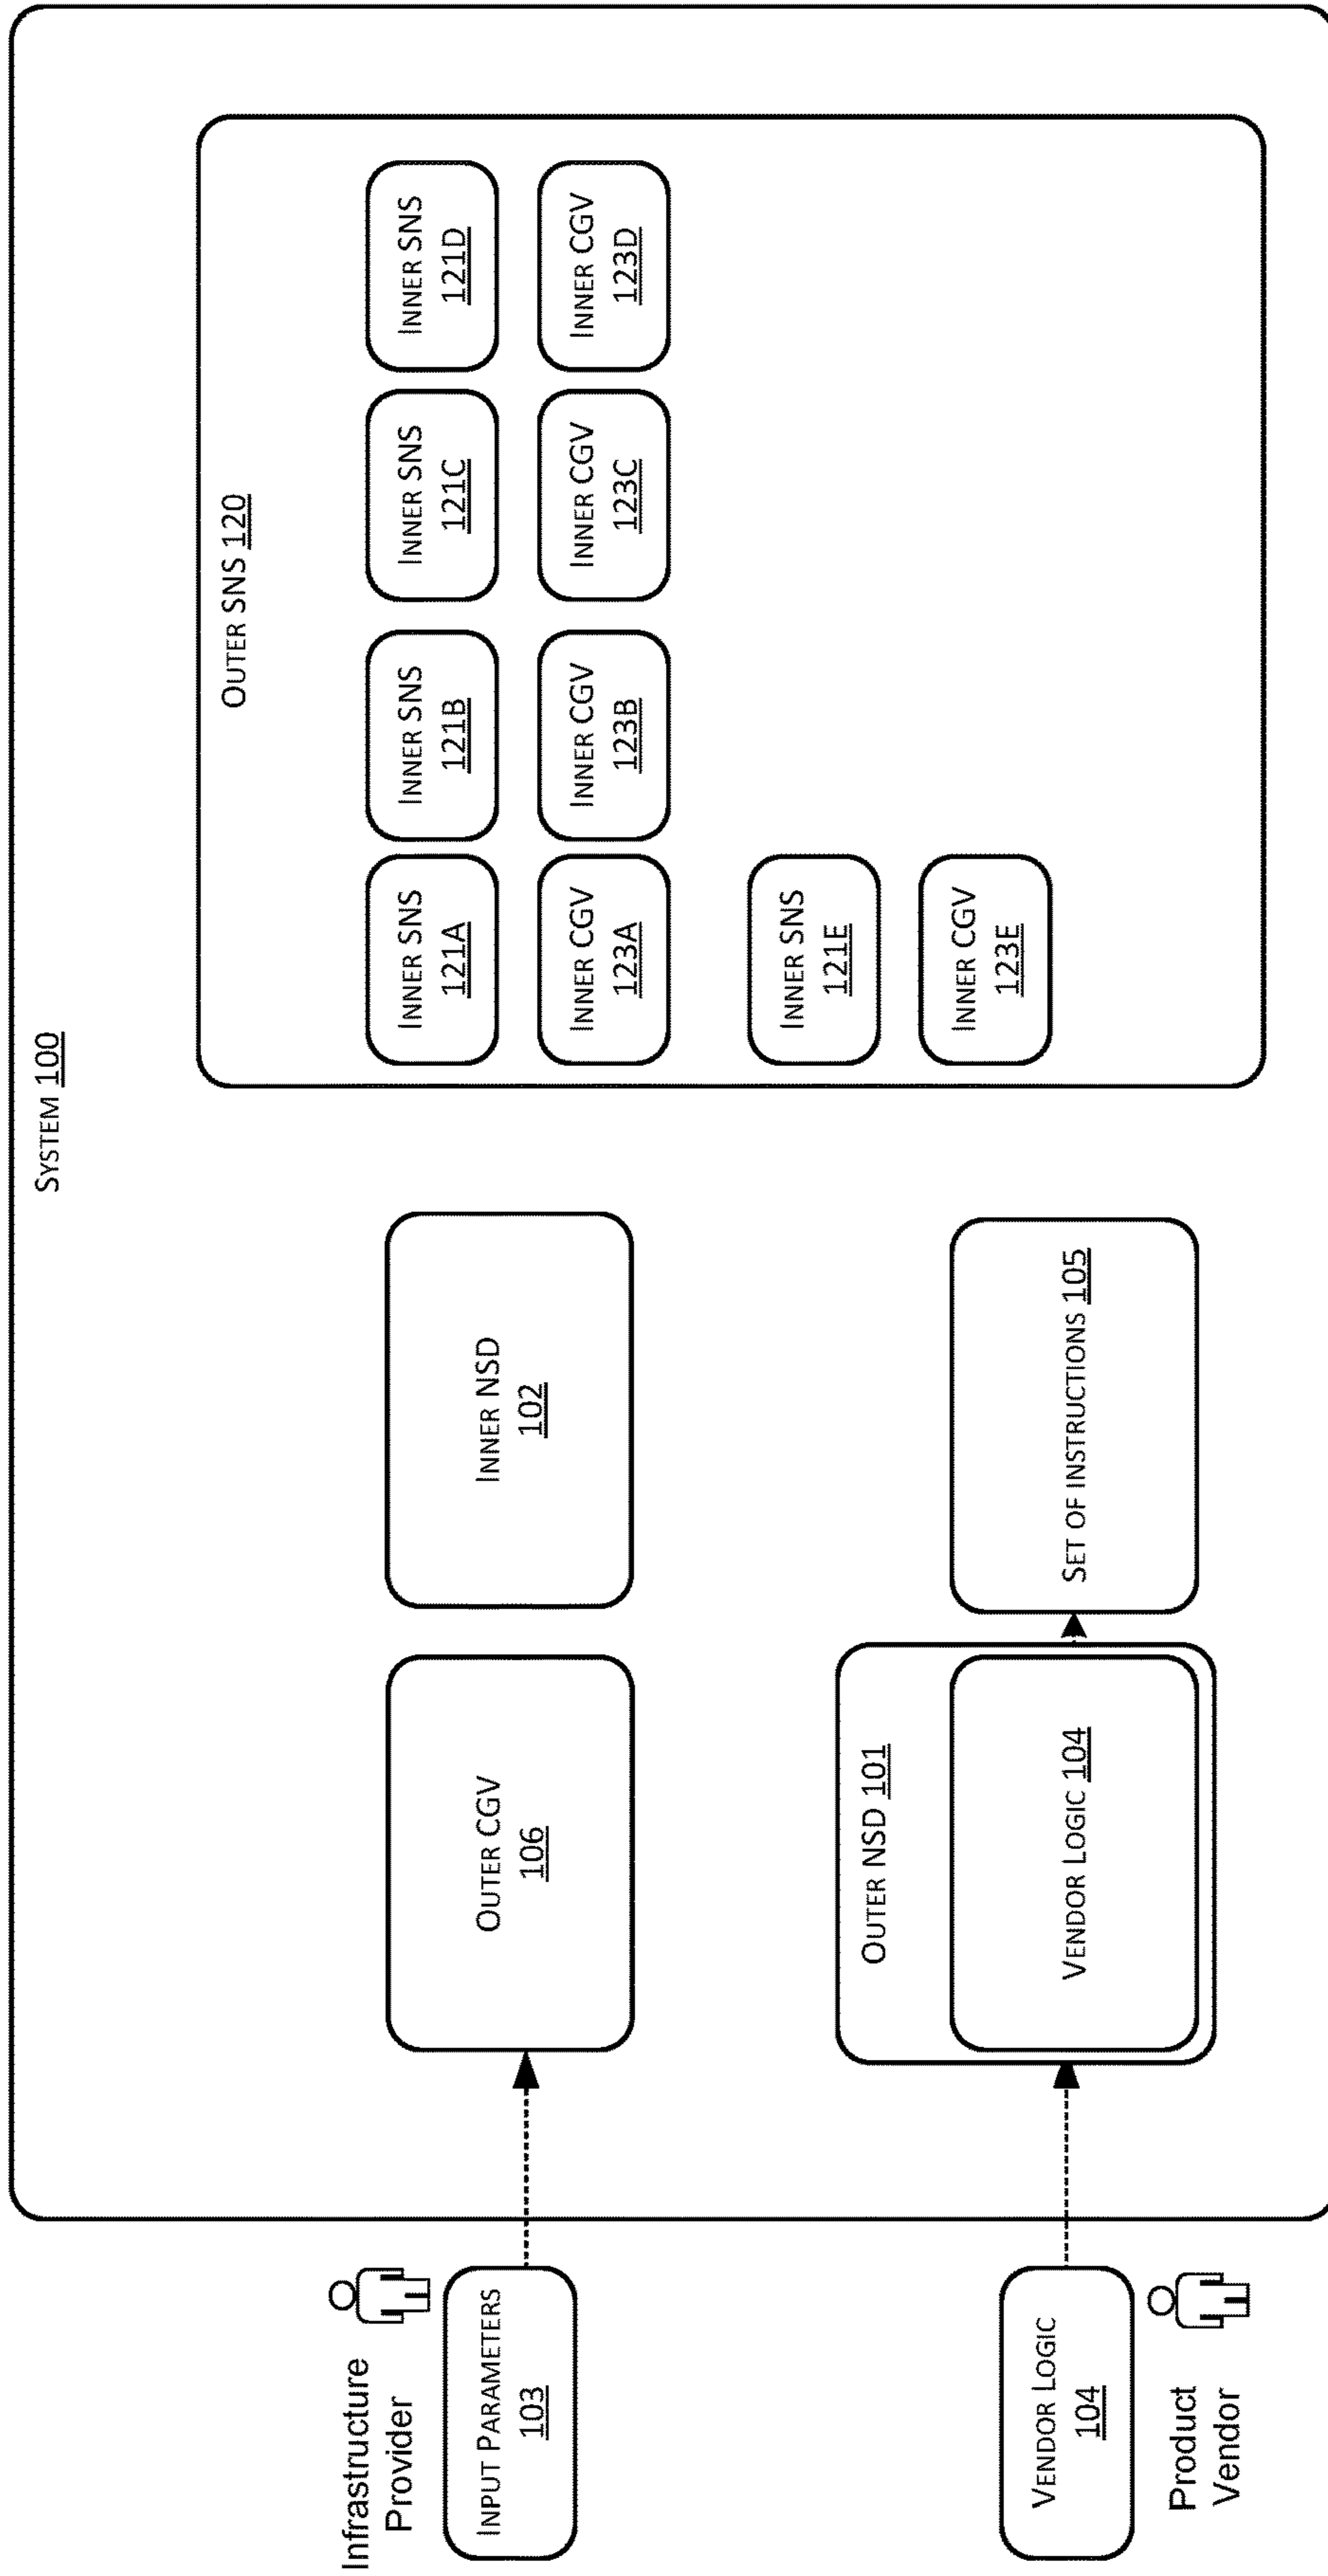 SYSTEM 100
Infrastructure
Provider
INPUT PARAMETERS
103
OUTER CGV
106
INNER NSD
102
VENDOR LOGIC
104
Product
Vendor
OUTER NSD 101
VENDOR LOGIC 104
SET OF INSTRUCTIONS 105
OUTER SNS 120
INNER SNS
121A
INNER SNS
121B
INNER SNS
121C
INNER SNS
121D
INNER CGV
123A
INNER CGV
123B
INNER CGV
123C
INNER CGV
123D
INNER SNS
121E
INNER CGV
123E